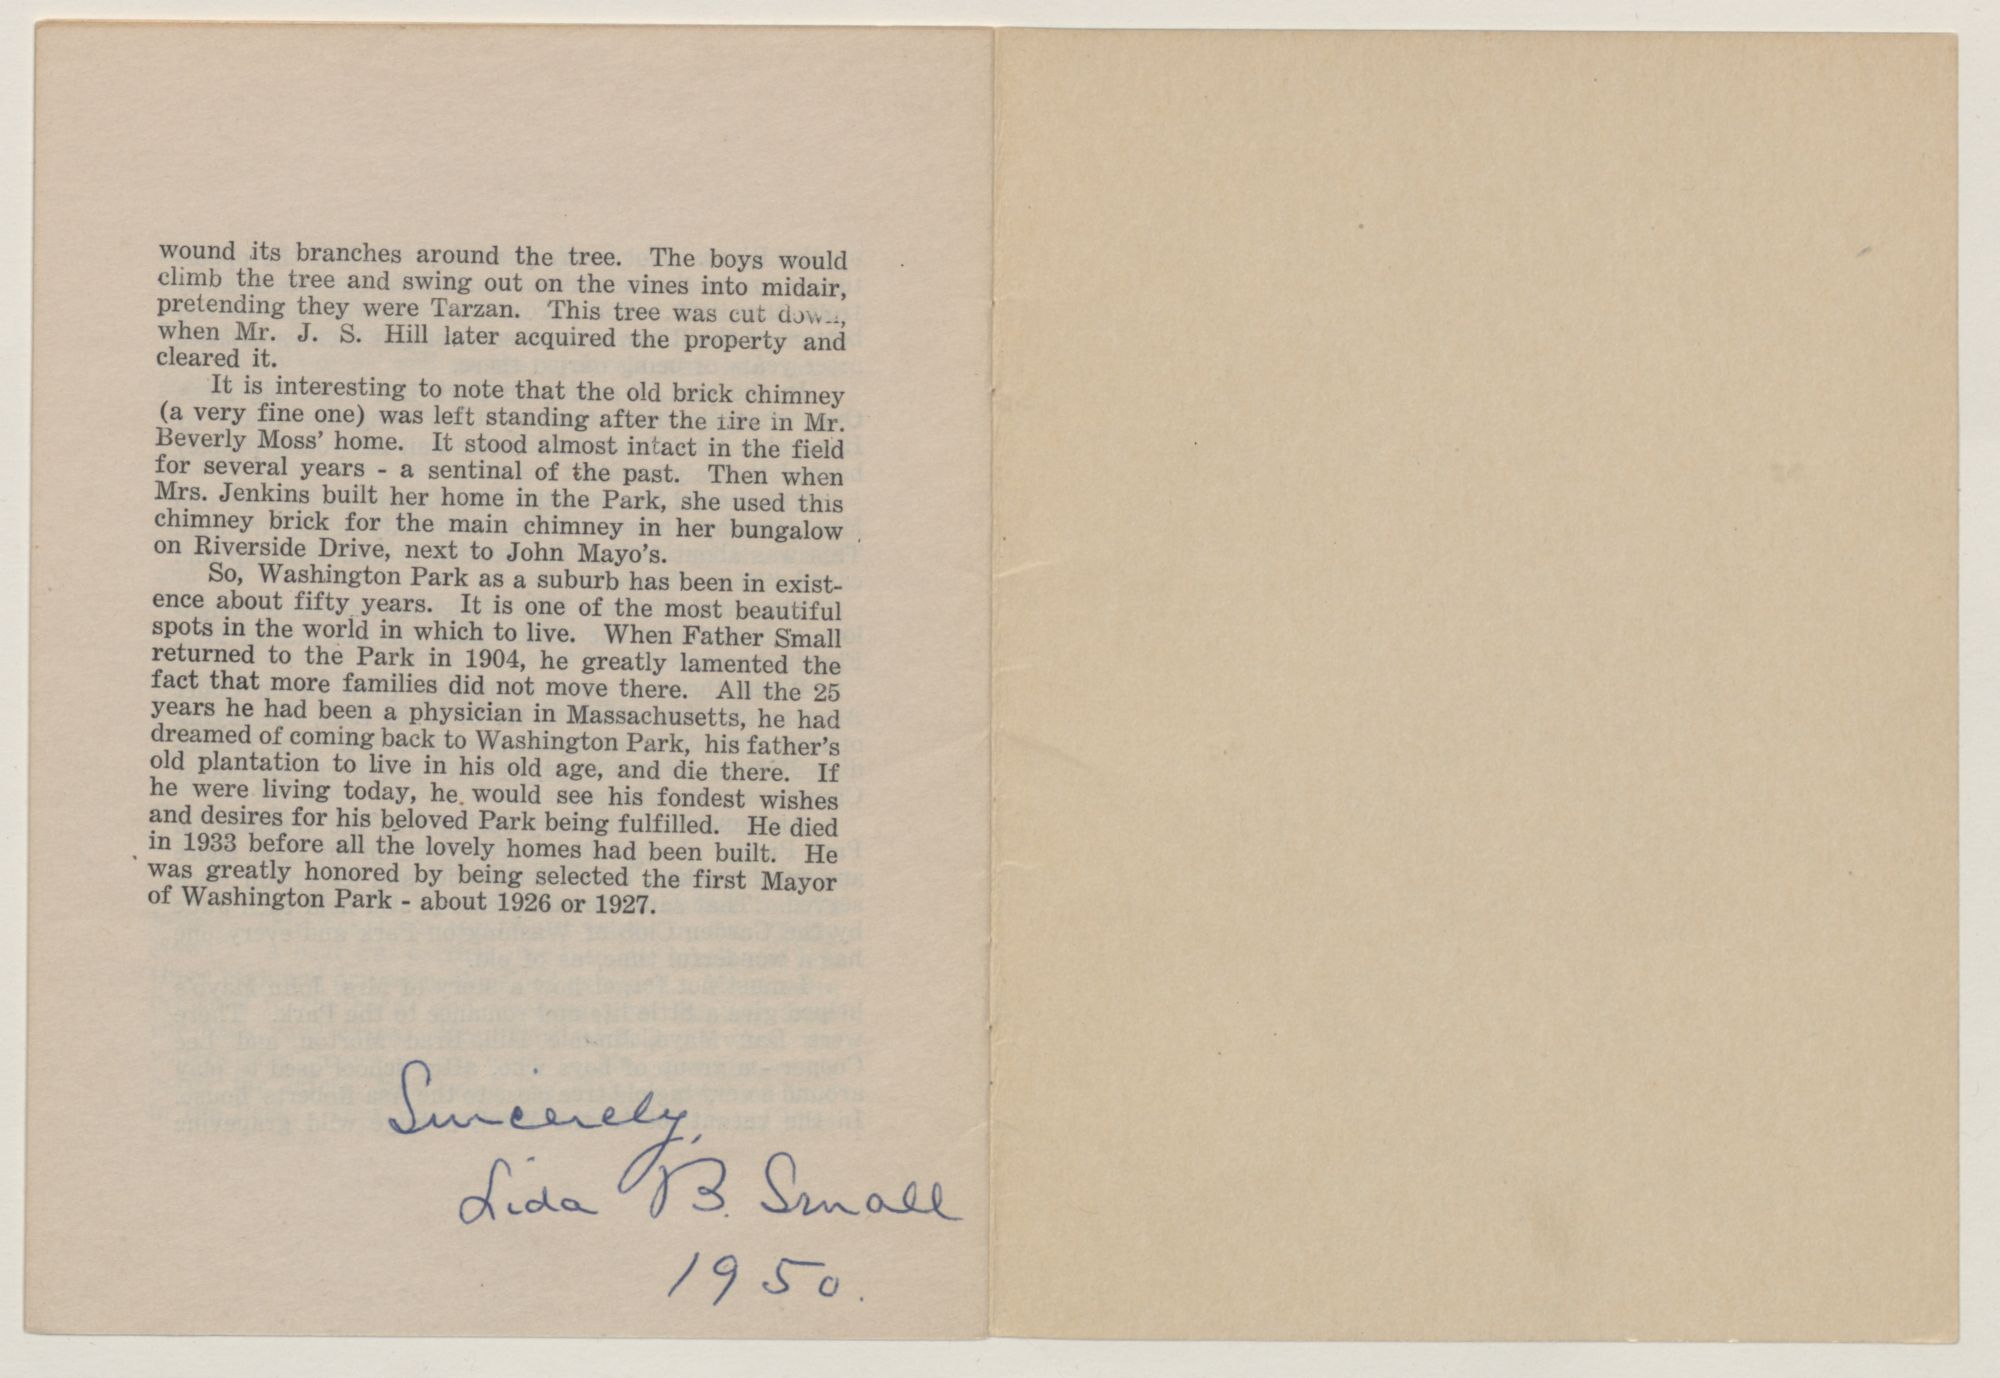 wound its branches around the tree. The boys would
climb the tree and swing out on the vines into midair,
pretending they were Tarzan. This tree was cut down,
when Mr. J. S. Hill later acquired the property and
cleared it.
It is interesting to note that the old brick chimney
(a very fine one) was left standing after the fire in Mr.
Beverly Moss' home. It stood almost intact in the field
for several years - a sentinal of the past. Then when
Mrs. Jenkins built her home in the Park, she used this
chimney brick for the main chimney in her bungalow
on Riverside Drive, next to John Mayo's.
So, Washington Park as a suburb has been in exist-
ence about fifty years. It is one of the most beautiful
spots in the world in which to live. When Father Small
returned to the Park in 1904, he greatly lamented the
fact that more families did not move there. All the 25
years he had been a physician in Massachusetts, he had
dreamed of coming back to Washington Park, his father's
old plantation to live in his old age, and die there. If
he were living today, he would see his fondest wishes
and desires for his beloved Park being fulfilled. He died
in 1933 before all the lovely homes had been built. He
was greatly honored by being selected the first Mayor
of Washington Park - about 1926 or 1927.
Sincerely,
Lida B. Small
1950.